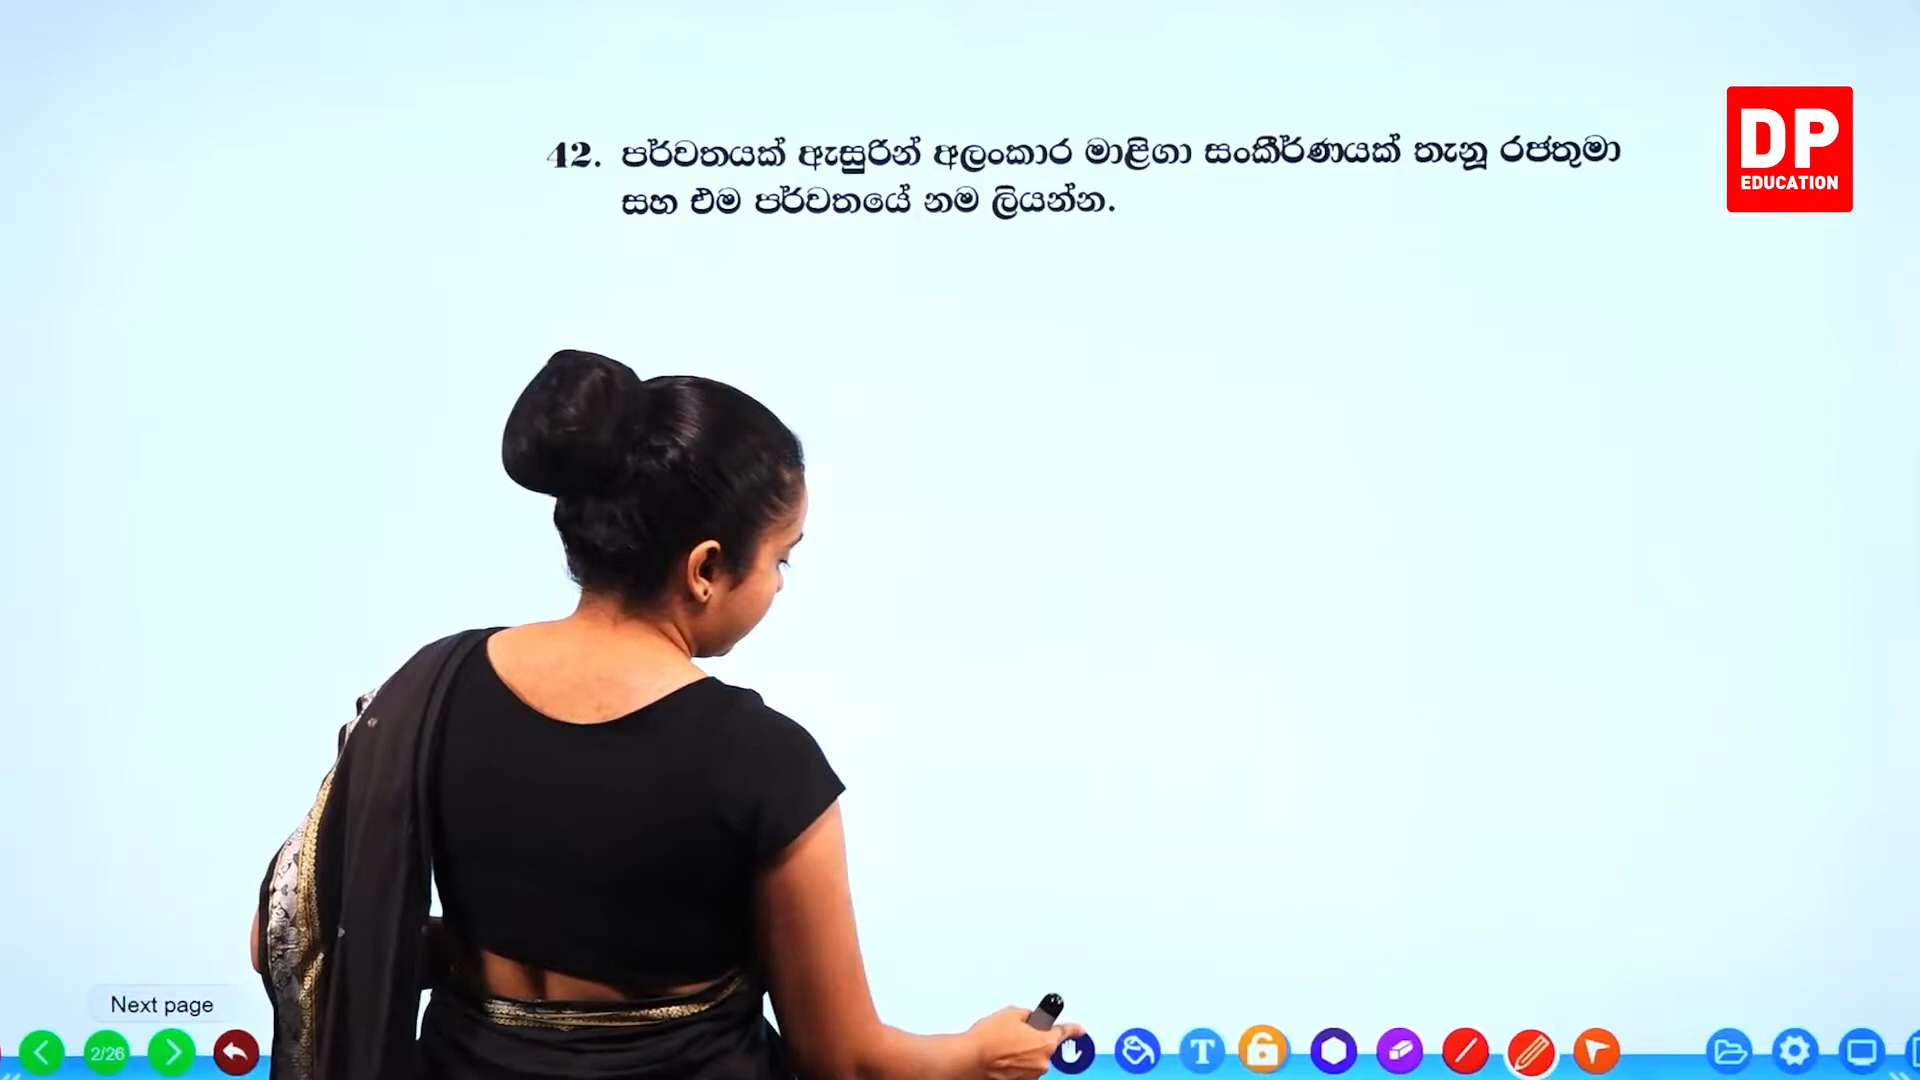 42. පර්වතයක් ඇසුරින් අලංකාර මාළිගා සංකීර්ණයක් තැනූ රජතුමා
සහ එම පර්වතයේ නම ලියන්න.
DP
EDUCATION
Next page
2/26
T